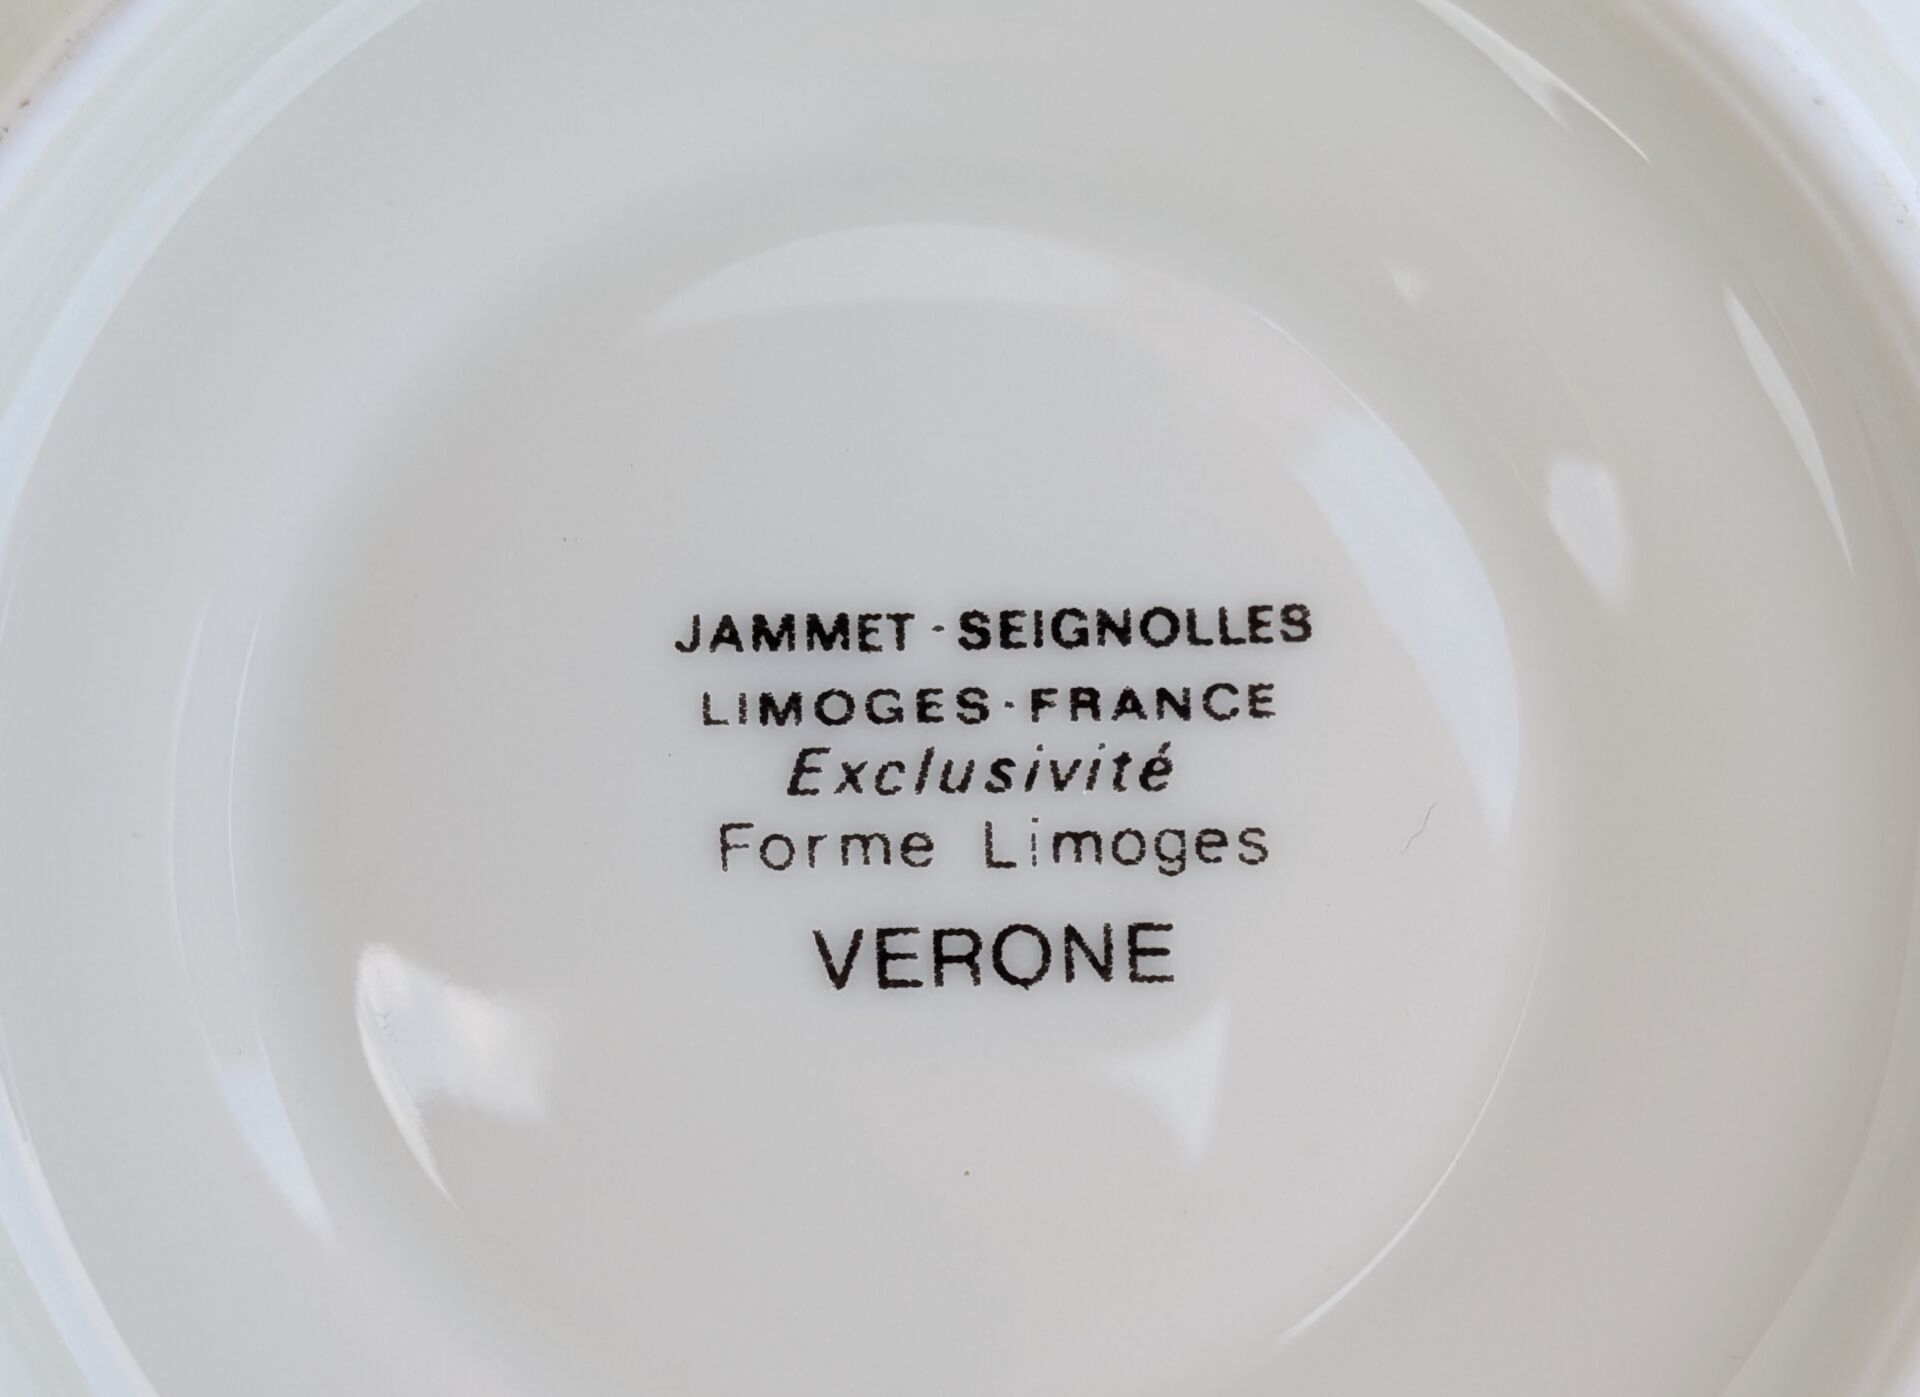 JAMMET - SEIGNOLLES
LIMOGES - FRANCE
Exclusivité
Forme Limoges
VERONE